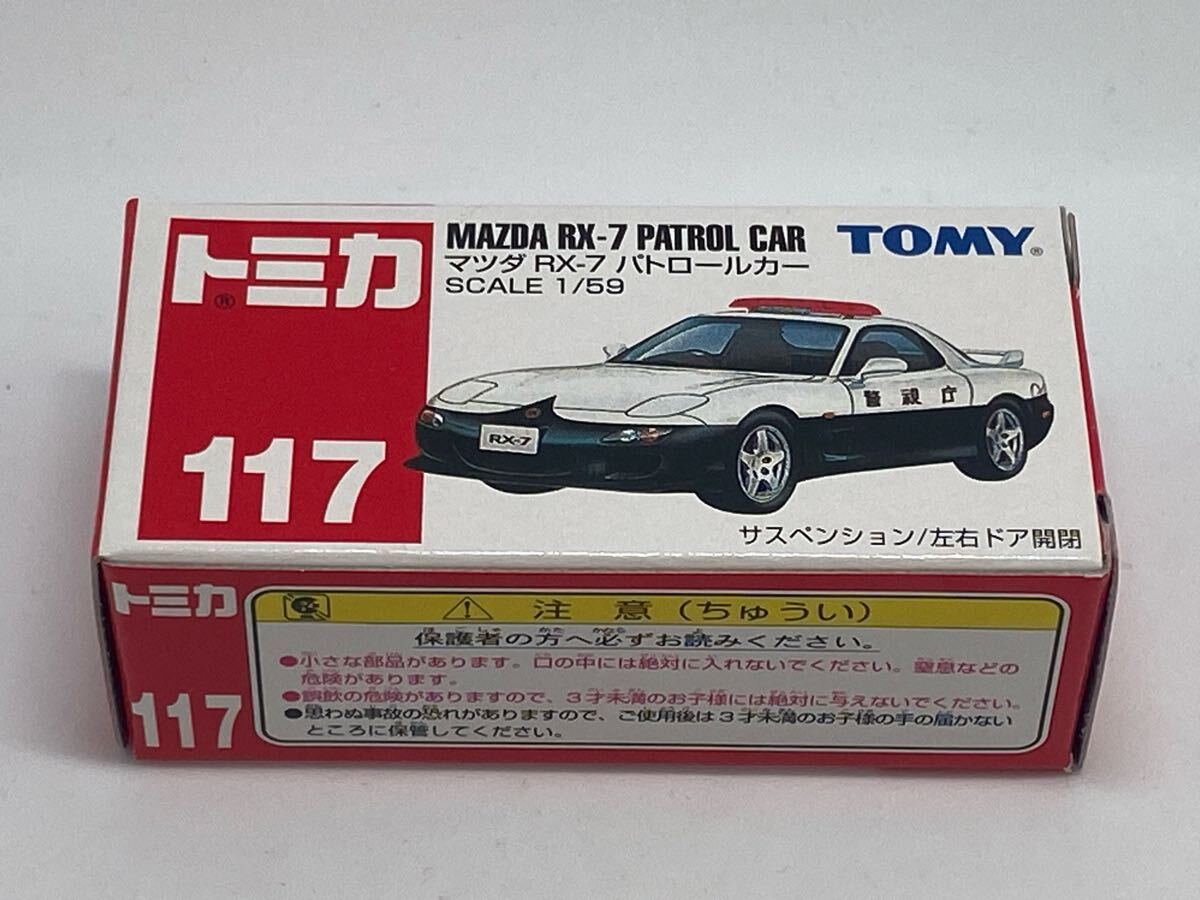 トミカ®
117
MAZDA RX-7 PATROL CAR
マツダ RX-7 パトロールカー
SCALE 1/59
TOMY®
警視庁
RX-7
サスペンション/左右ドア開閉
トミカ
117
⚠ 注意(ちゅうい)
保護者の方へ必ずお読みください。
●小さな部品があります。口の中には絶対に入れないでください。窒息などの
危険があります。
●誤飲の危険がありますので、3才未満のお子様には絶対に与えないでください。
●思わぬ事故の恐れがありますので、ご使用後は3才未満のお子様の手の届かない
ところに保管してください。